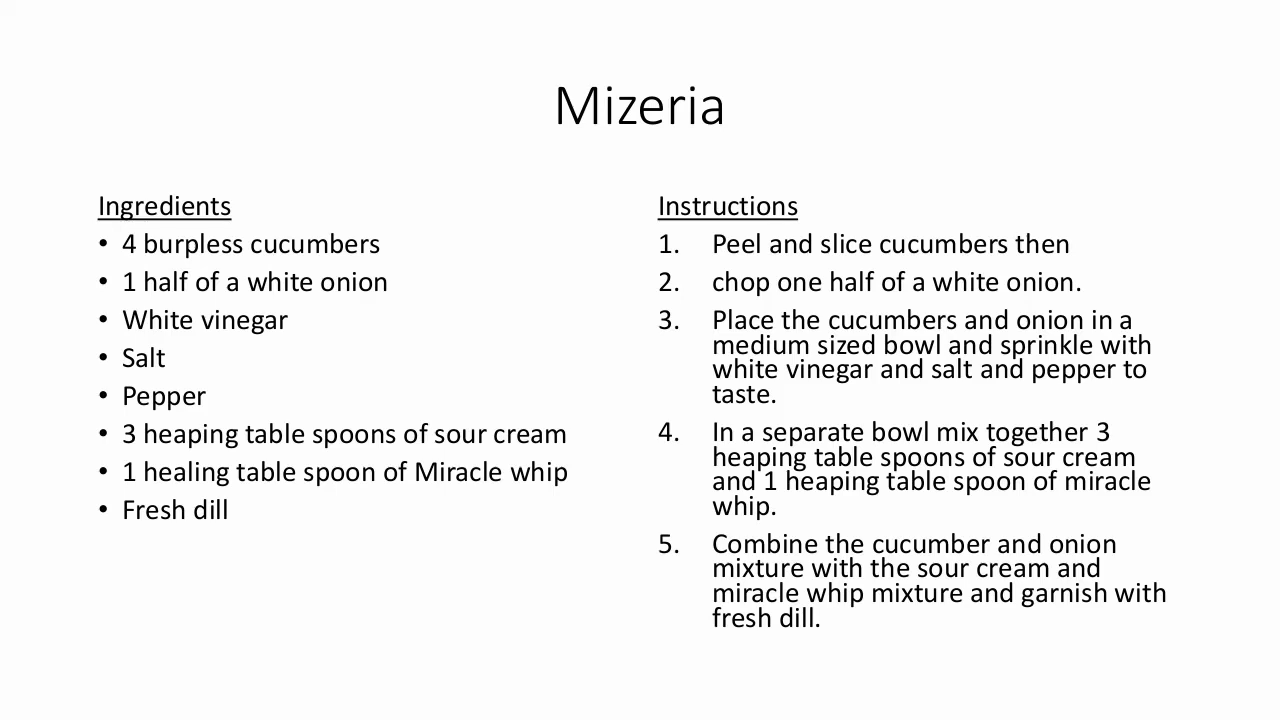 Mizeria
Ingredients
• 4 burpless cucumbers
• 1 half of a white onion
• White vinegar
• Salt
• Pepper
• 3 heaping table spoons of sour cream
• 1 healing table spoon of Miracle whip
• Fresh dill
Instructions
1. Peel and slice cucumbers then
2. chop one half of a white onion.
3. Place the cucumbers and onion in a
medium sized bowl and sprinkle with
white vinegar and salt and pepper to
taste.
4. In a separate bowl mix together 3
heaping table spoons of sour cream
and 1 heaping table spoon of miracle
whip.
5. Combine the cucumber and onion
mixture with the sour cream and
miracle whip mixture and garnish with
fresh dill.